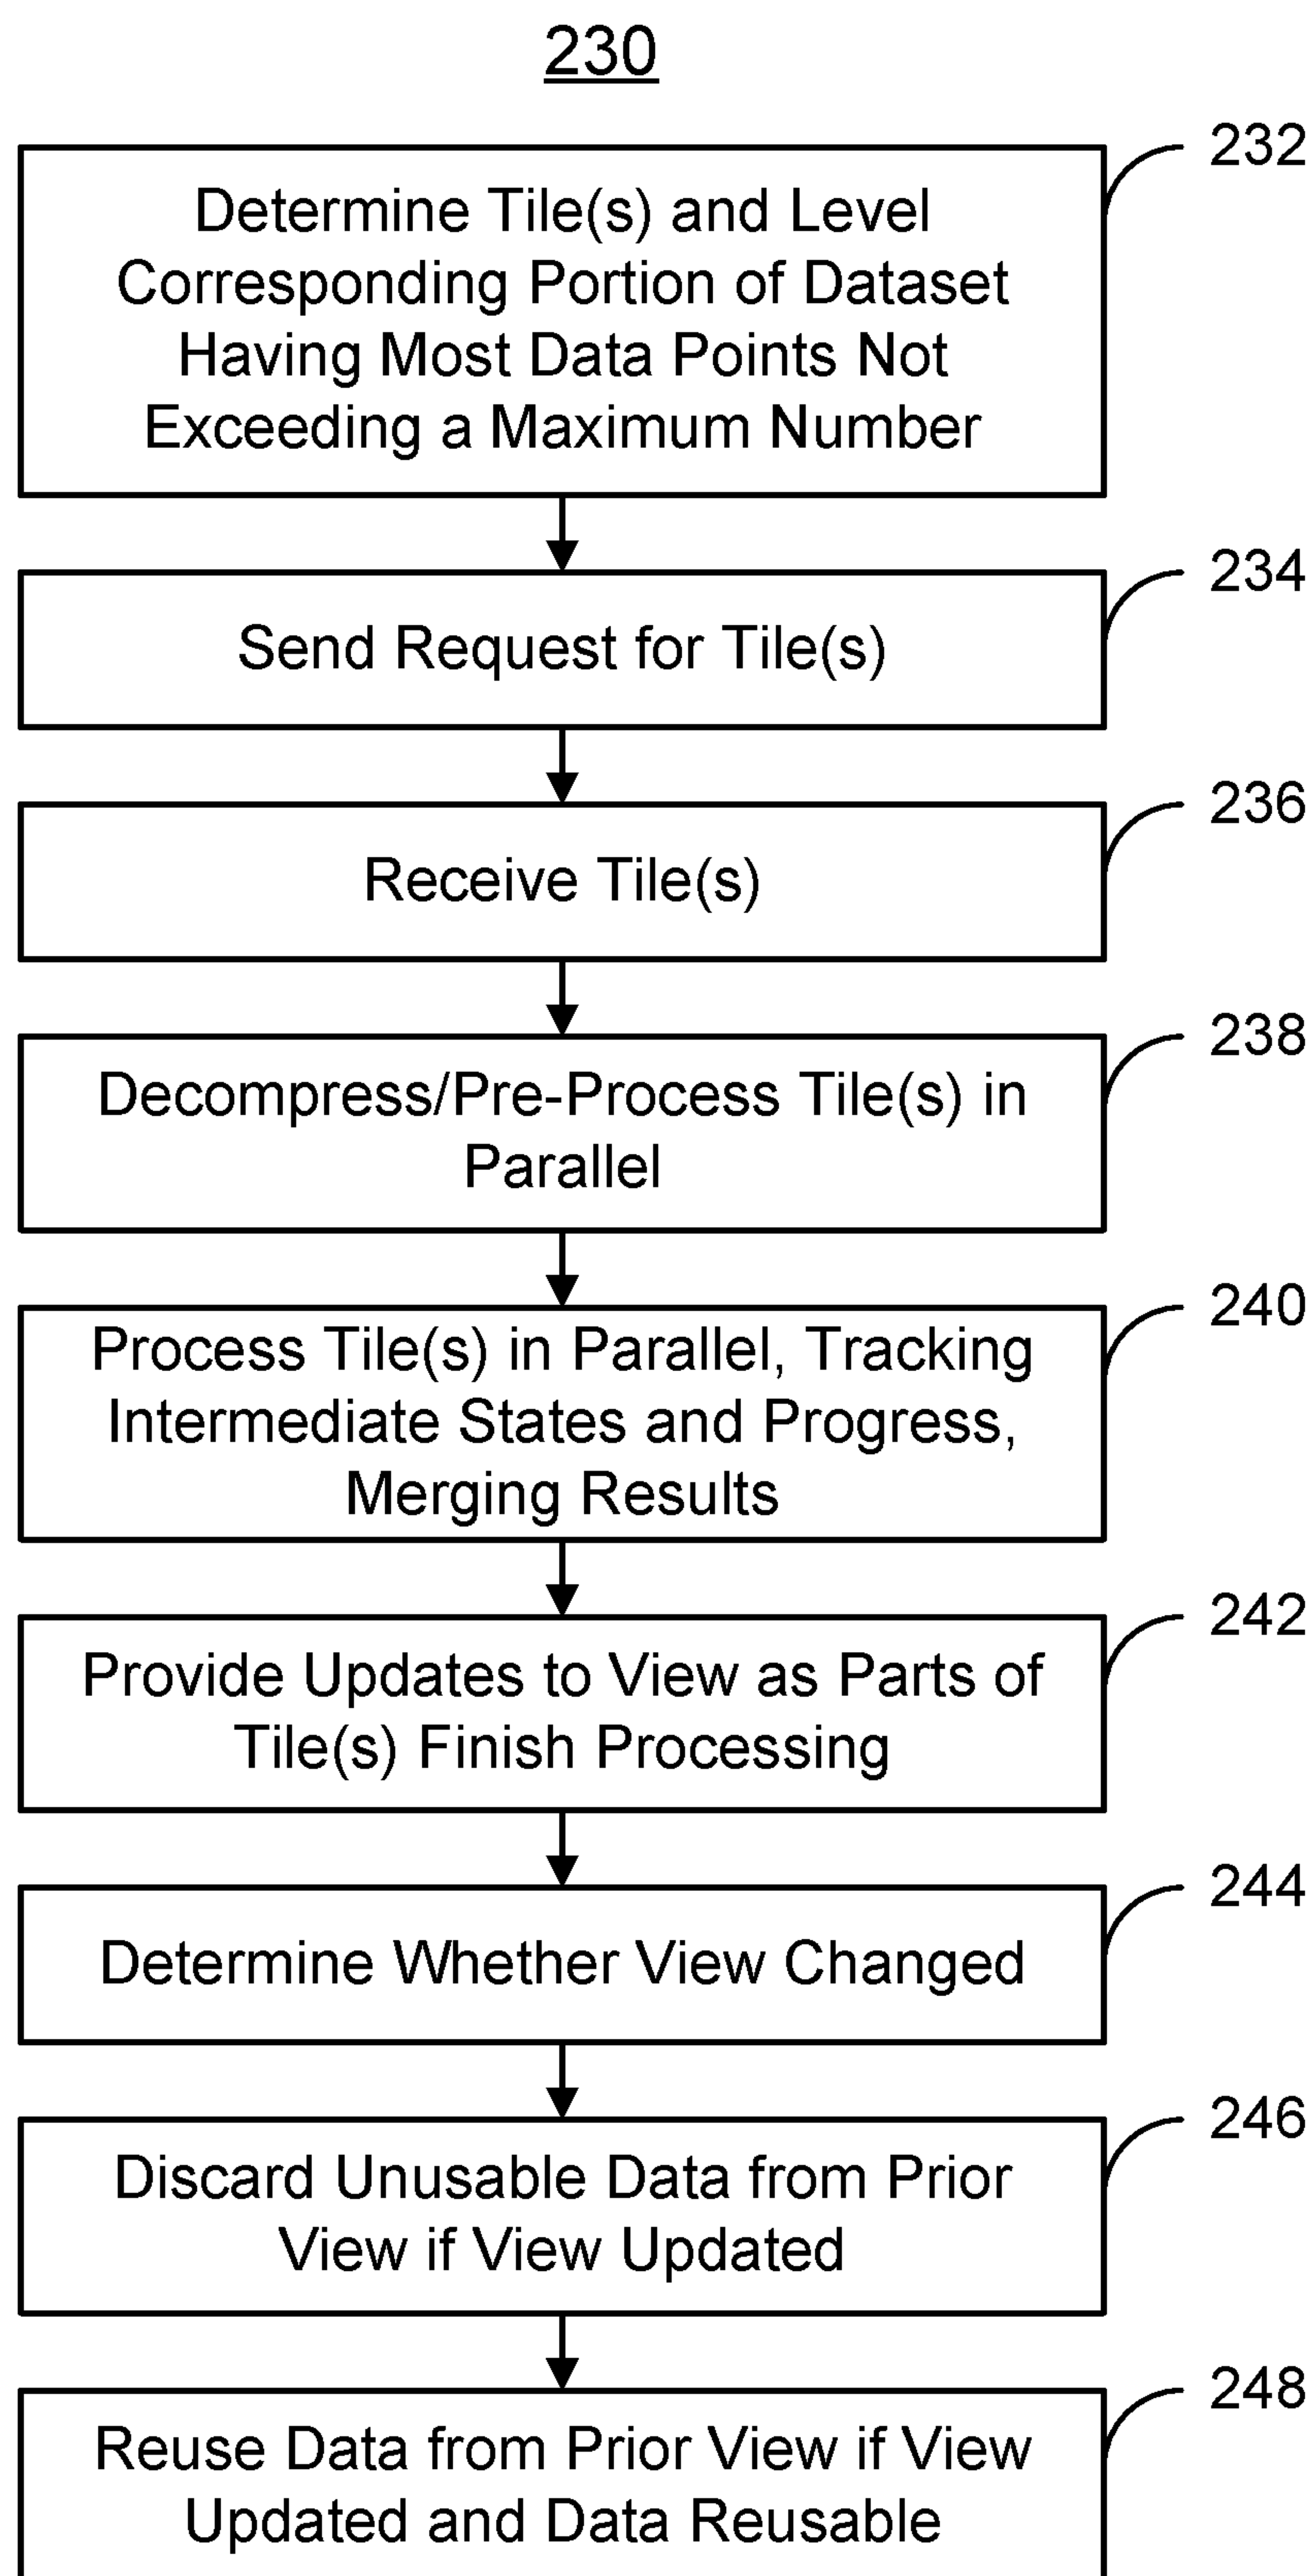 230
232
Determine Tile(s) and Level
Corresponding Portion of Dataset
Having Most Data Points Not
Exceeding a Maximum Number
234
Send Request for Tile(s)
236
Receive Tile(s)
238
Decompress/Pre-Process Tile(s) in
Parallel
240
Process Tile(s) in Parallel, Tracking
Intermediate States and Progress,
Merging Results
242
Provide Updates to View as Parts of
Tile(s) Finish Processing
244
Determine Whether View Changed
246
Discard Unusable Data from Prior
View if View Updated
248
Reuse Data from Prior View if View
Updated and Data Reusable